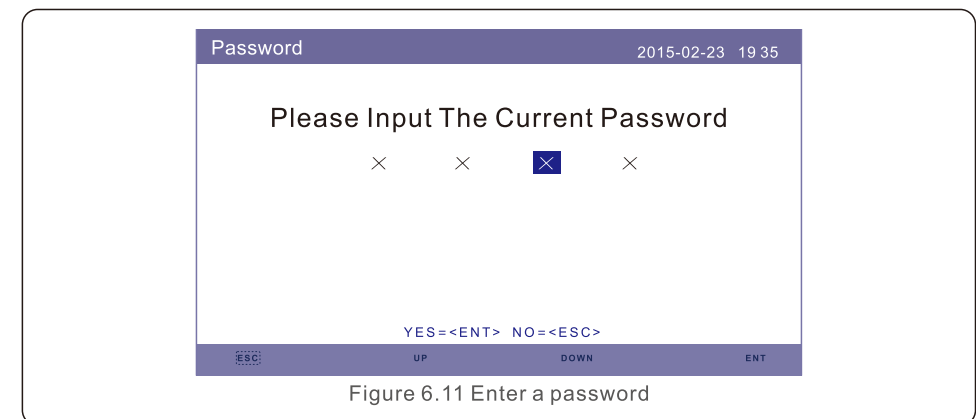 Password 2015-02-23 19 35
Please Input The Current Password
× × × ×
YES=<ENT> NO=<ESC>
ESC UP DOWN ENT
Figure 6.11 Enter a password